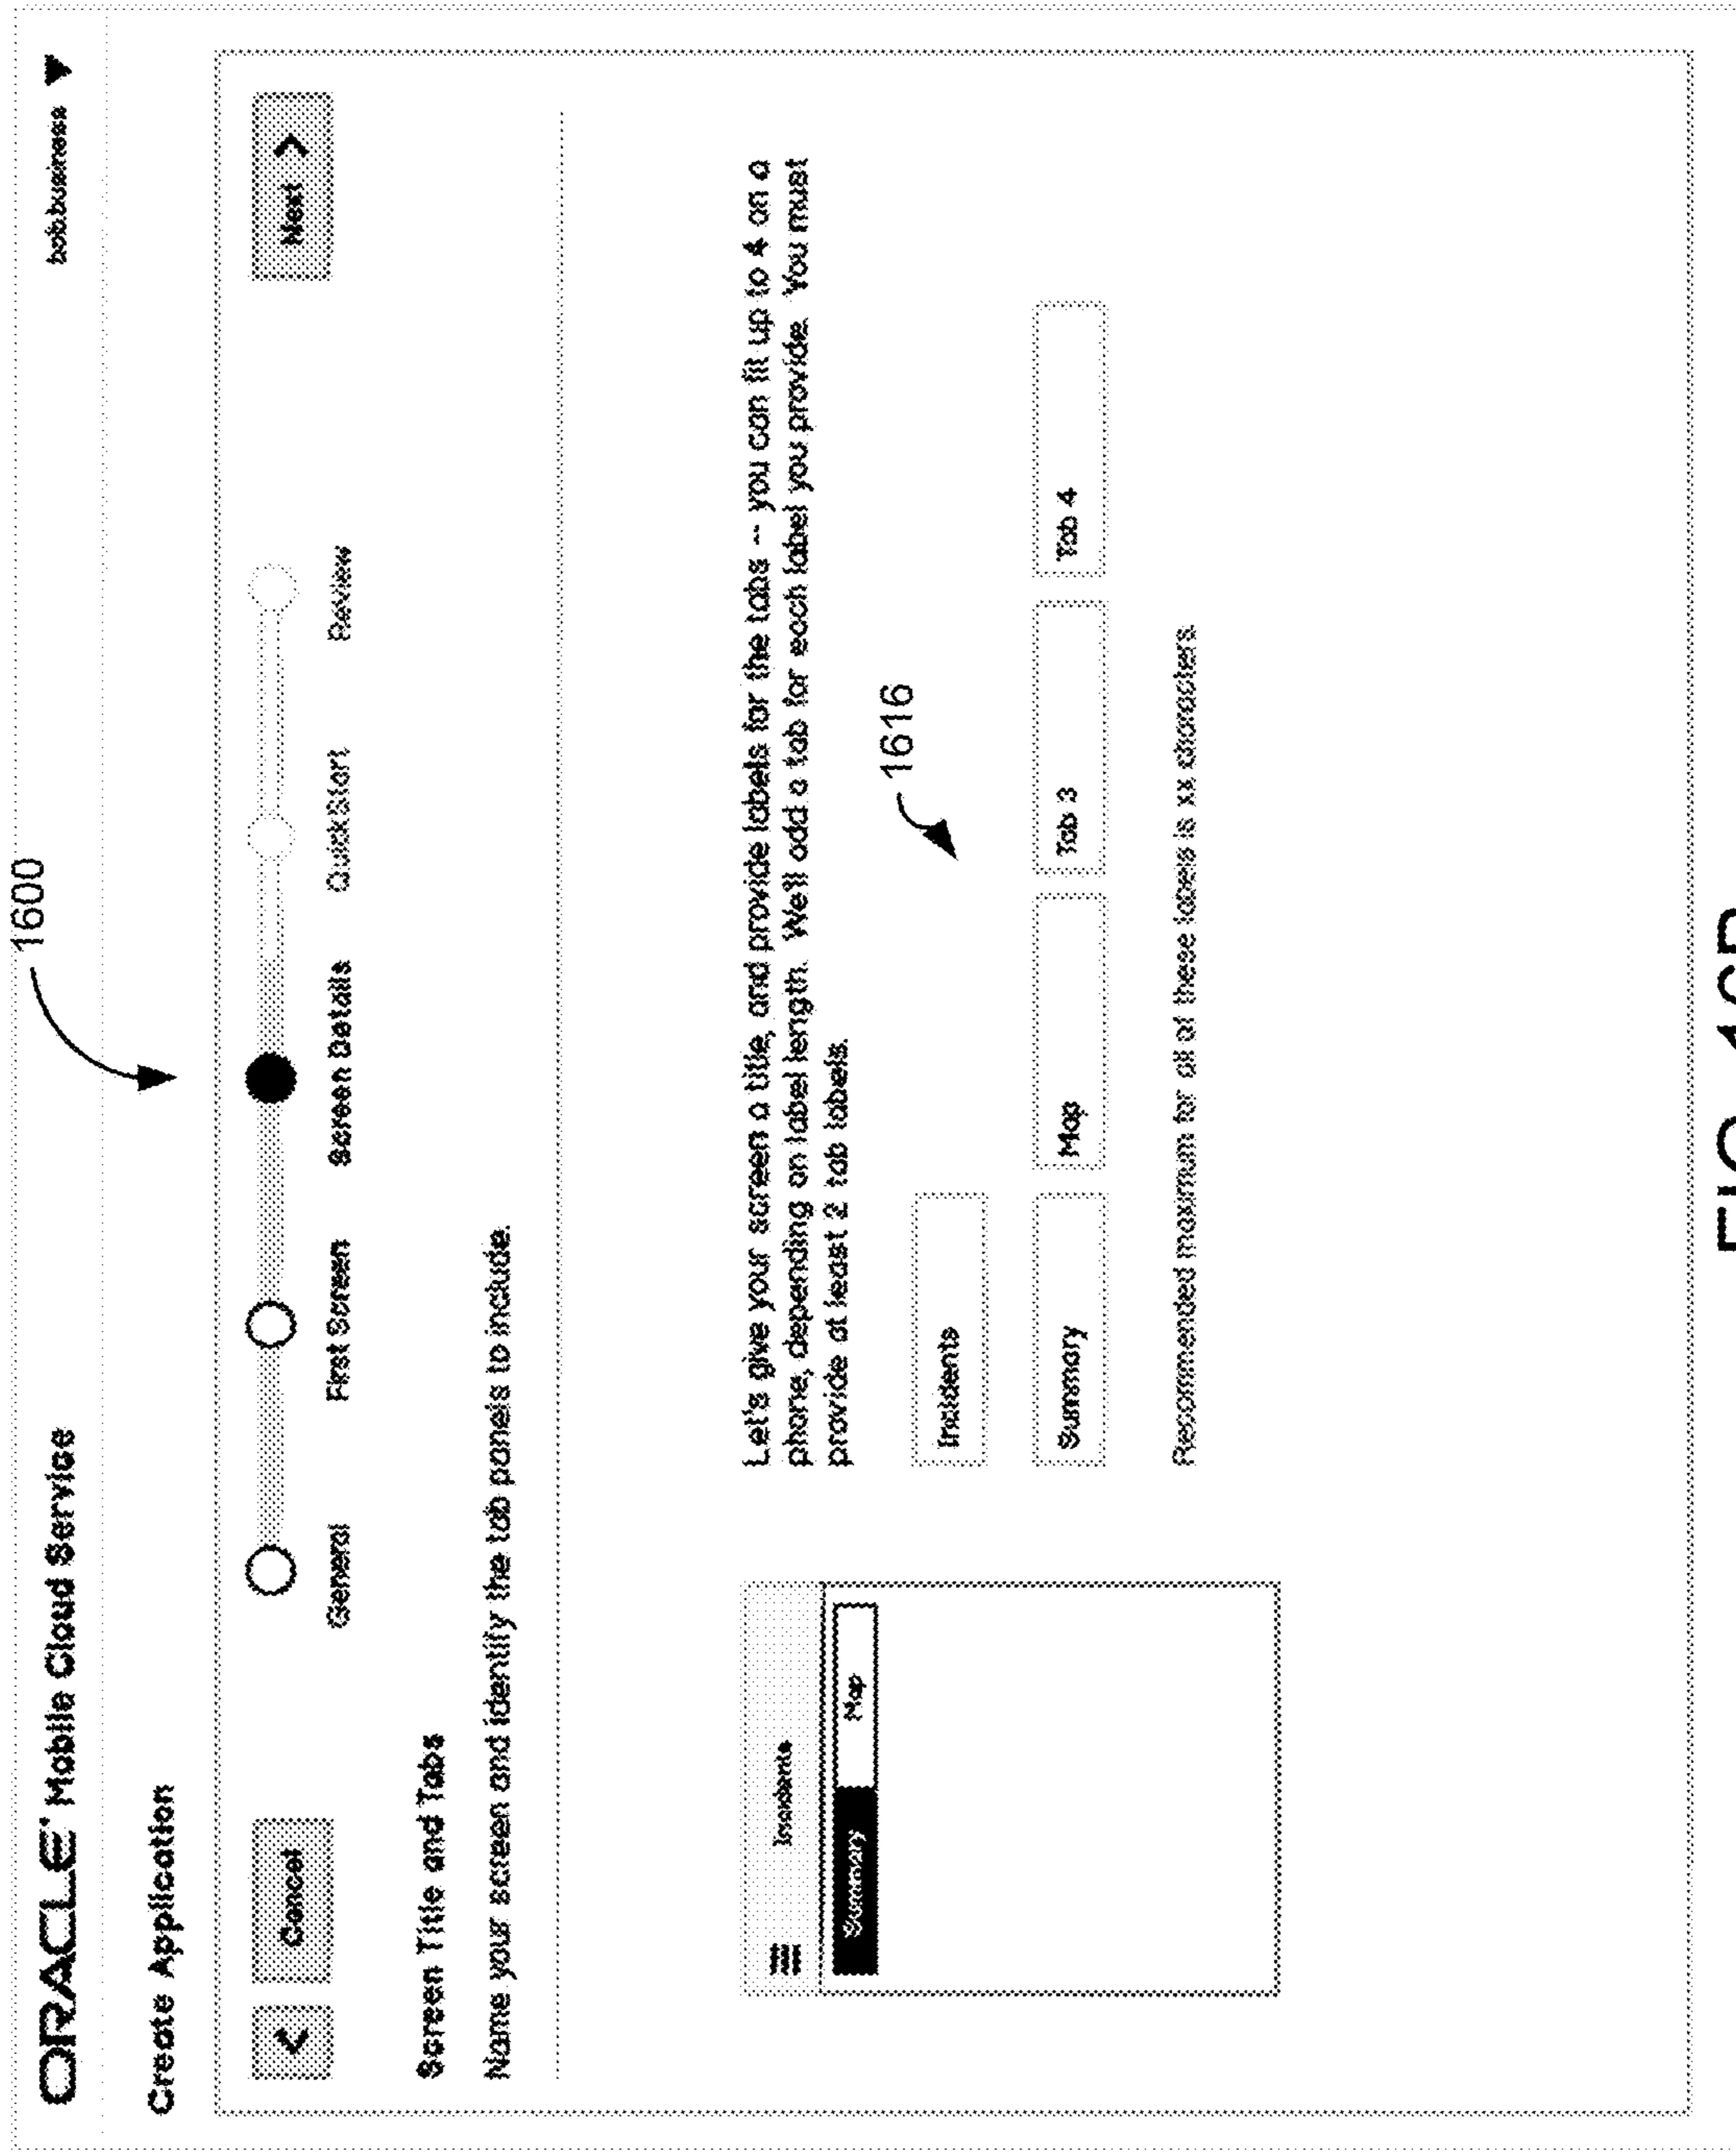 1600
ORACLE' Mobile Cloud Service
bob.business
Create Application
Cancel
Next
General
First Screen
Screen Details
QuickStart
Review
Screen Title and Tabs
Name your screen and identify the tab panels to include.
Incidents
Summary
Map
Let's give your screen a title, and provide labels for the tabs -- you can fit up to 4 on a
phone, depending on label length. We'll add a tab for each label you provide. You must
provide at least 2 tab labels.
1616
Incidents
Summary
Map
Tab 3
Tab 4
Recommended maximum for all of these labels is xx characters.